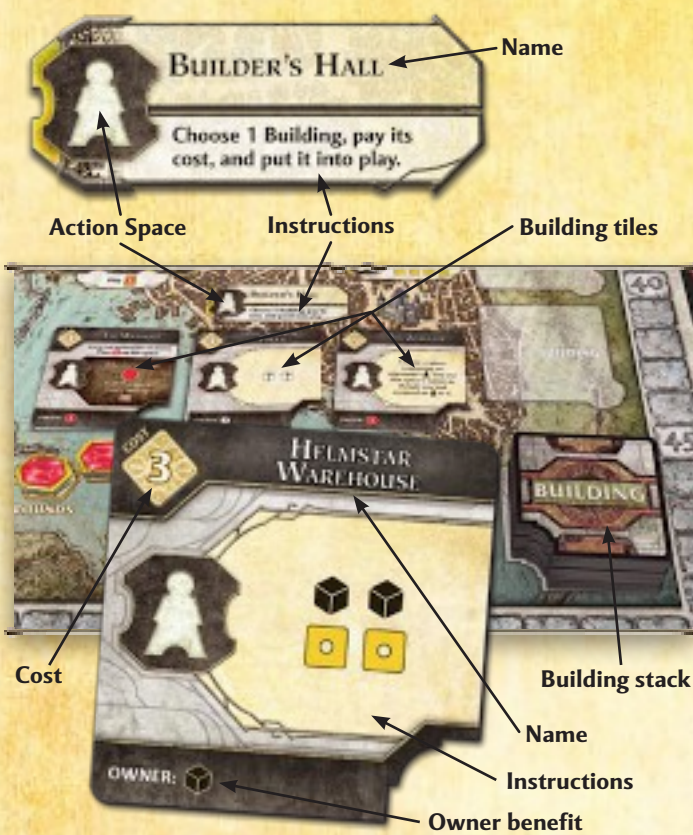 BUILDER'S HALL
Name
Choose 1 Building, pay its
cost, and put it into play.
Action Space
Instructions
Building tiles
40
45
COST
3
HELMSTAR
WAREHOUSE
BUILDING
OWNER:
Cost
Building stack
Name
Instructions
Owner benefit